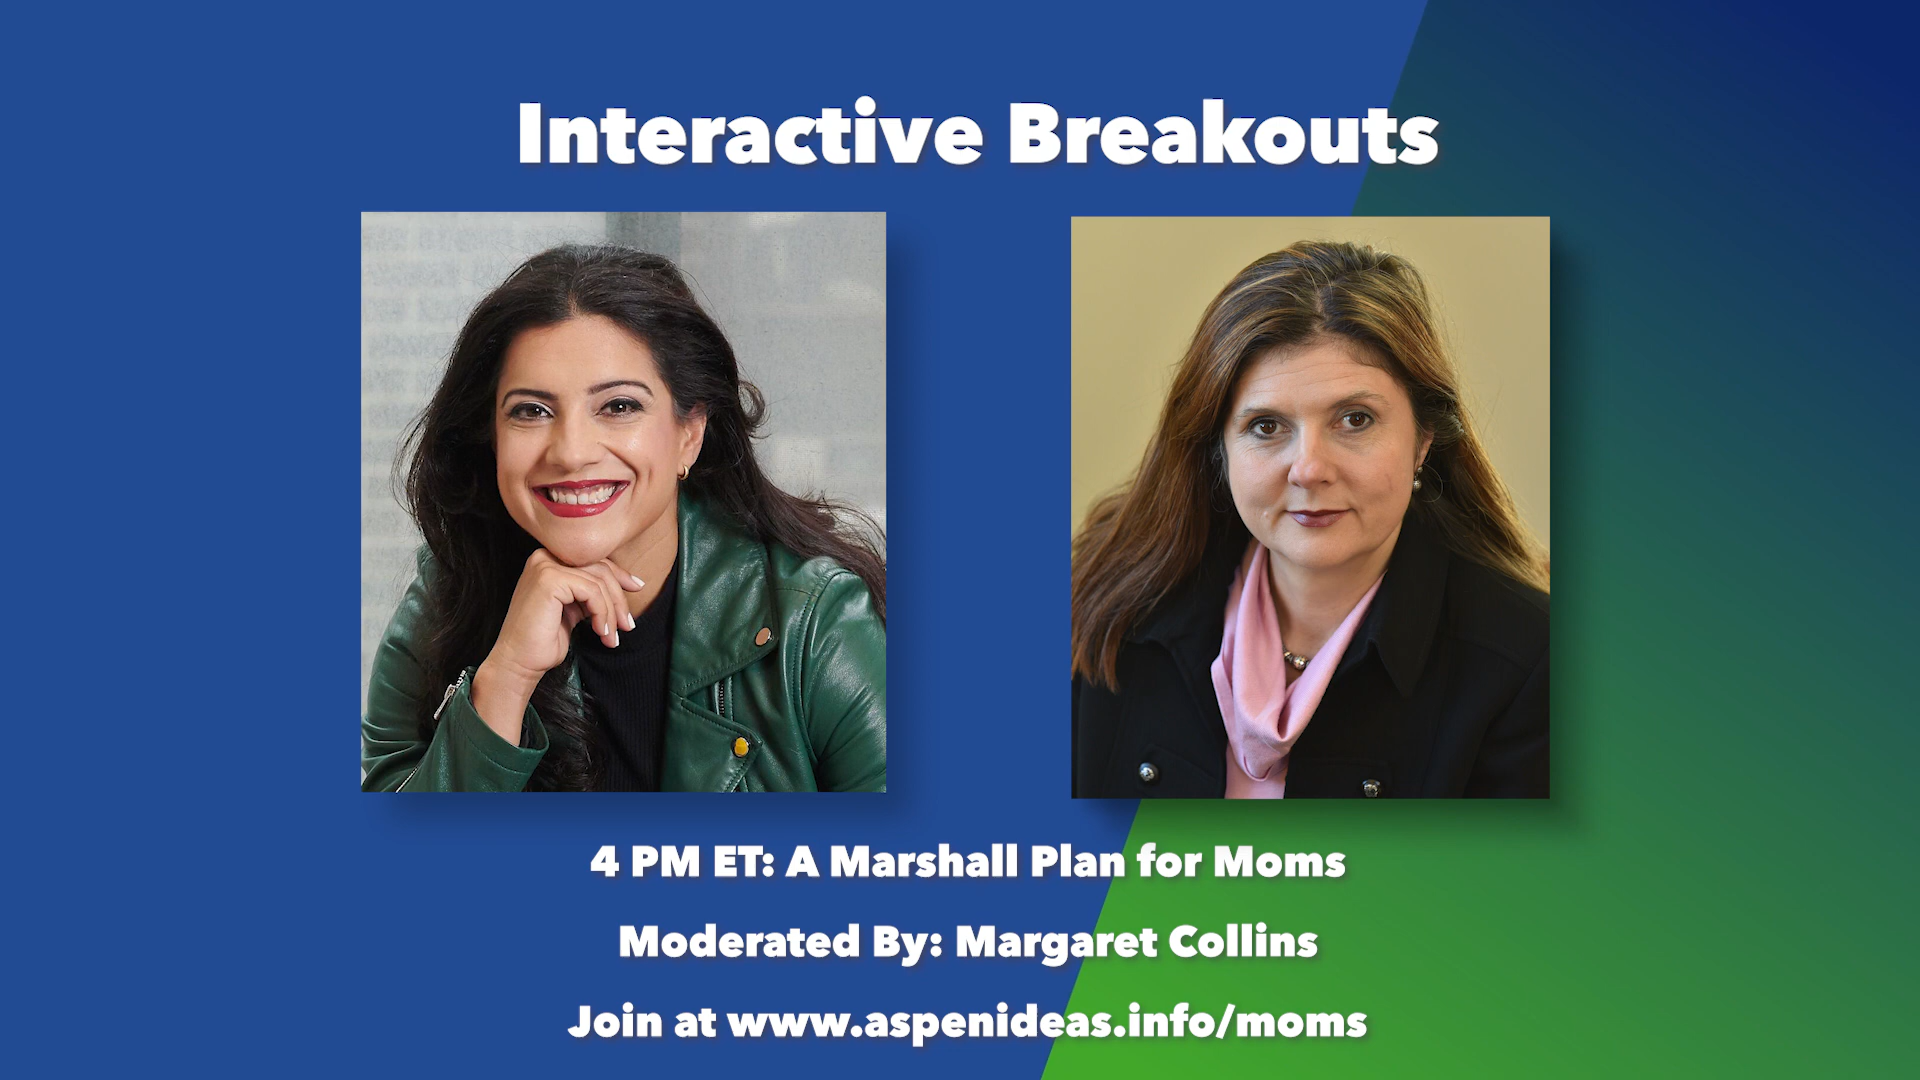 Interactive Breakouts
4 PM ET: A Marshall Plan for Moms
Moderated By: Margaret Collins
Join at www.aspenideas.info/moms